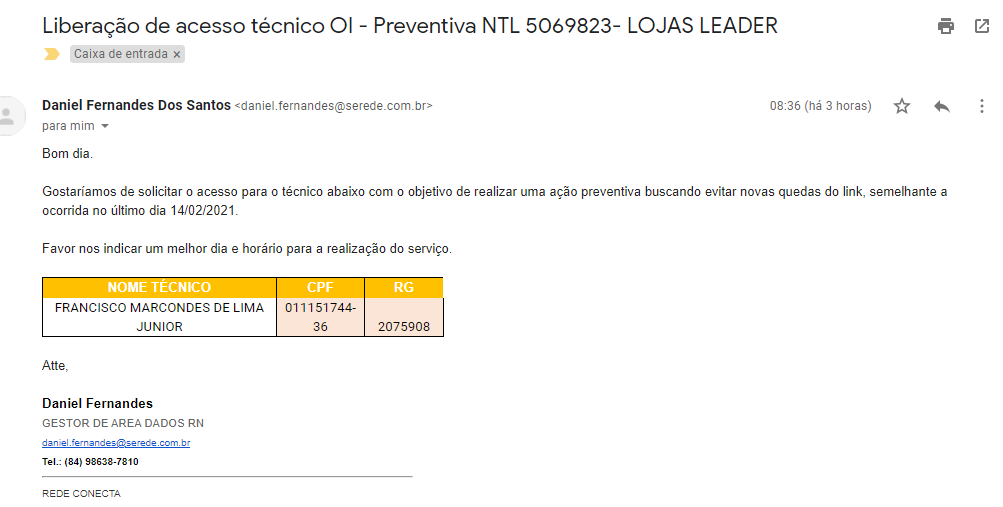 Liberação de acesso técnico OI - Preventiva NTL 5069823- LOJAS LEADER
Caixa de entrada ×
Daniel Fernandes Dos Santos <daniel.fernandes@serede.com.br>
08:36 (há 3 horas)
para mim
Bom dia.
Gostaríamos de solicitar o acesso para o técnico abaixo com o objetivo de realizar uma ação preventiva buscando evitar novas quedas do link, semelhante a
ocorrida no último dia 14/02/2021.
Favor nos indicar um melhor dia e horário para a realização do serviço.
NOME TÉCNICO CPF RG
FRANCISCO MARCONDES DE LIMA 011151744-
JUNIOR 36 2075908
Atte,
Daniel Fernandes
GESTOR DE AREA DADOS RN
daniel.fernandes@serede.com.br
Tel.: (84) 98638-7810
REDE CONECTA